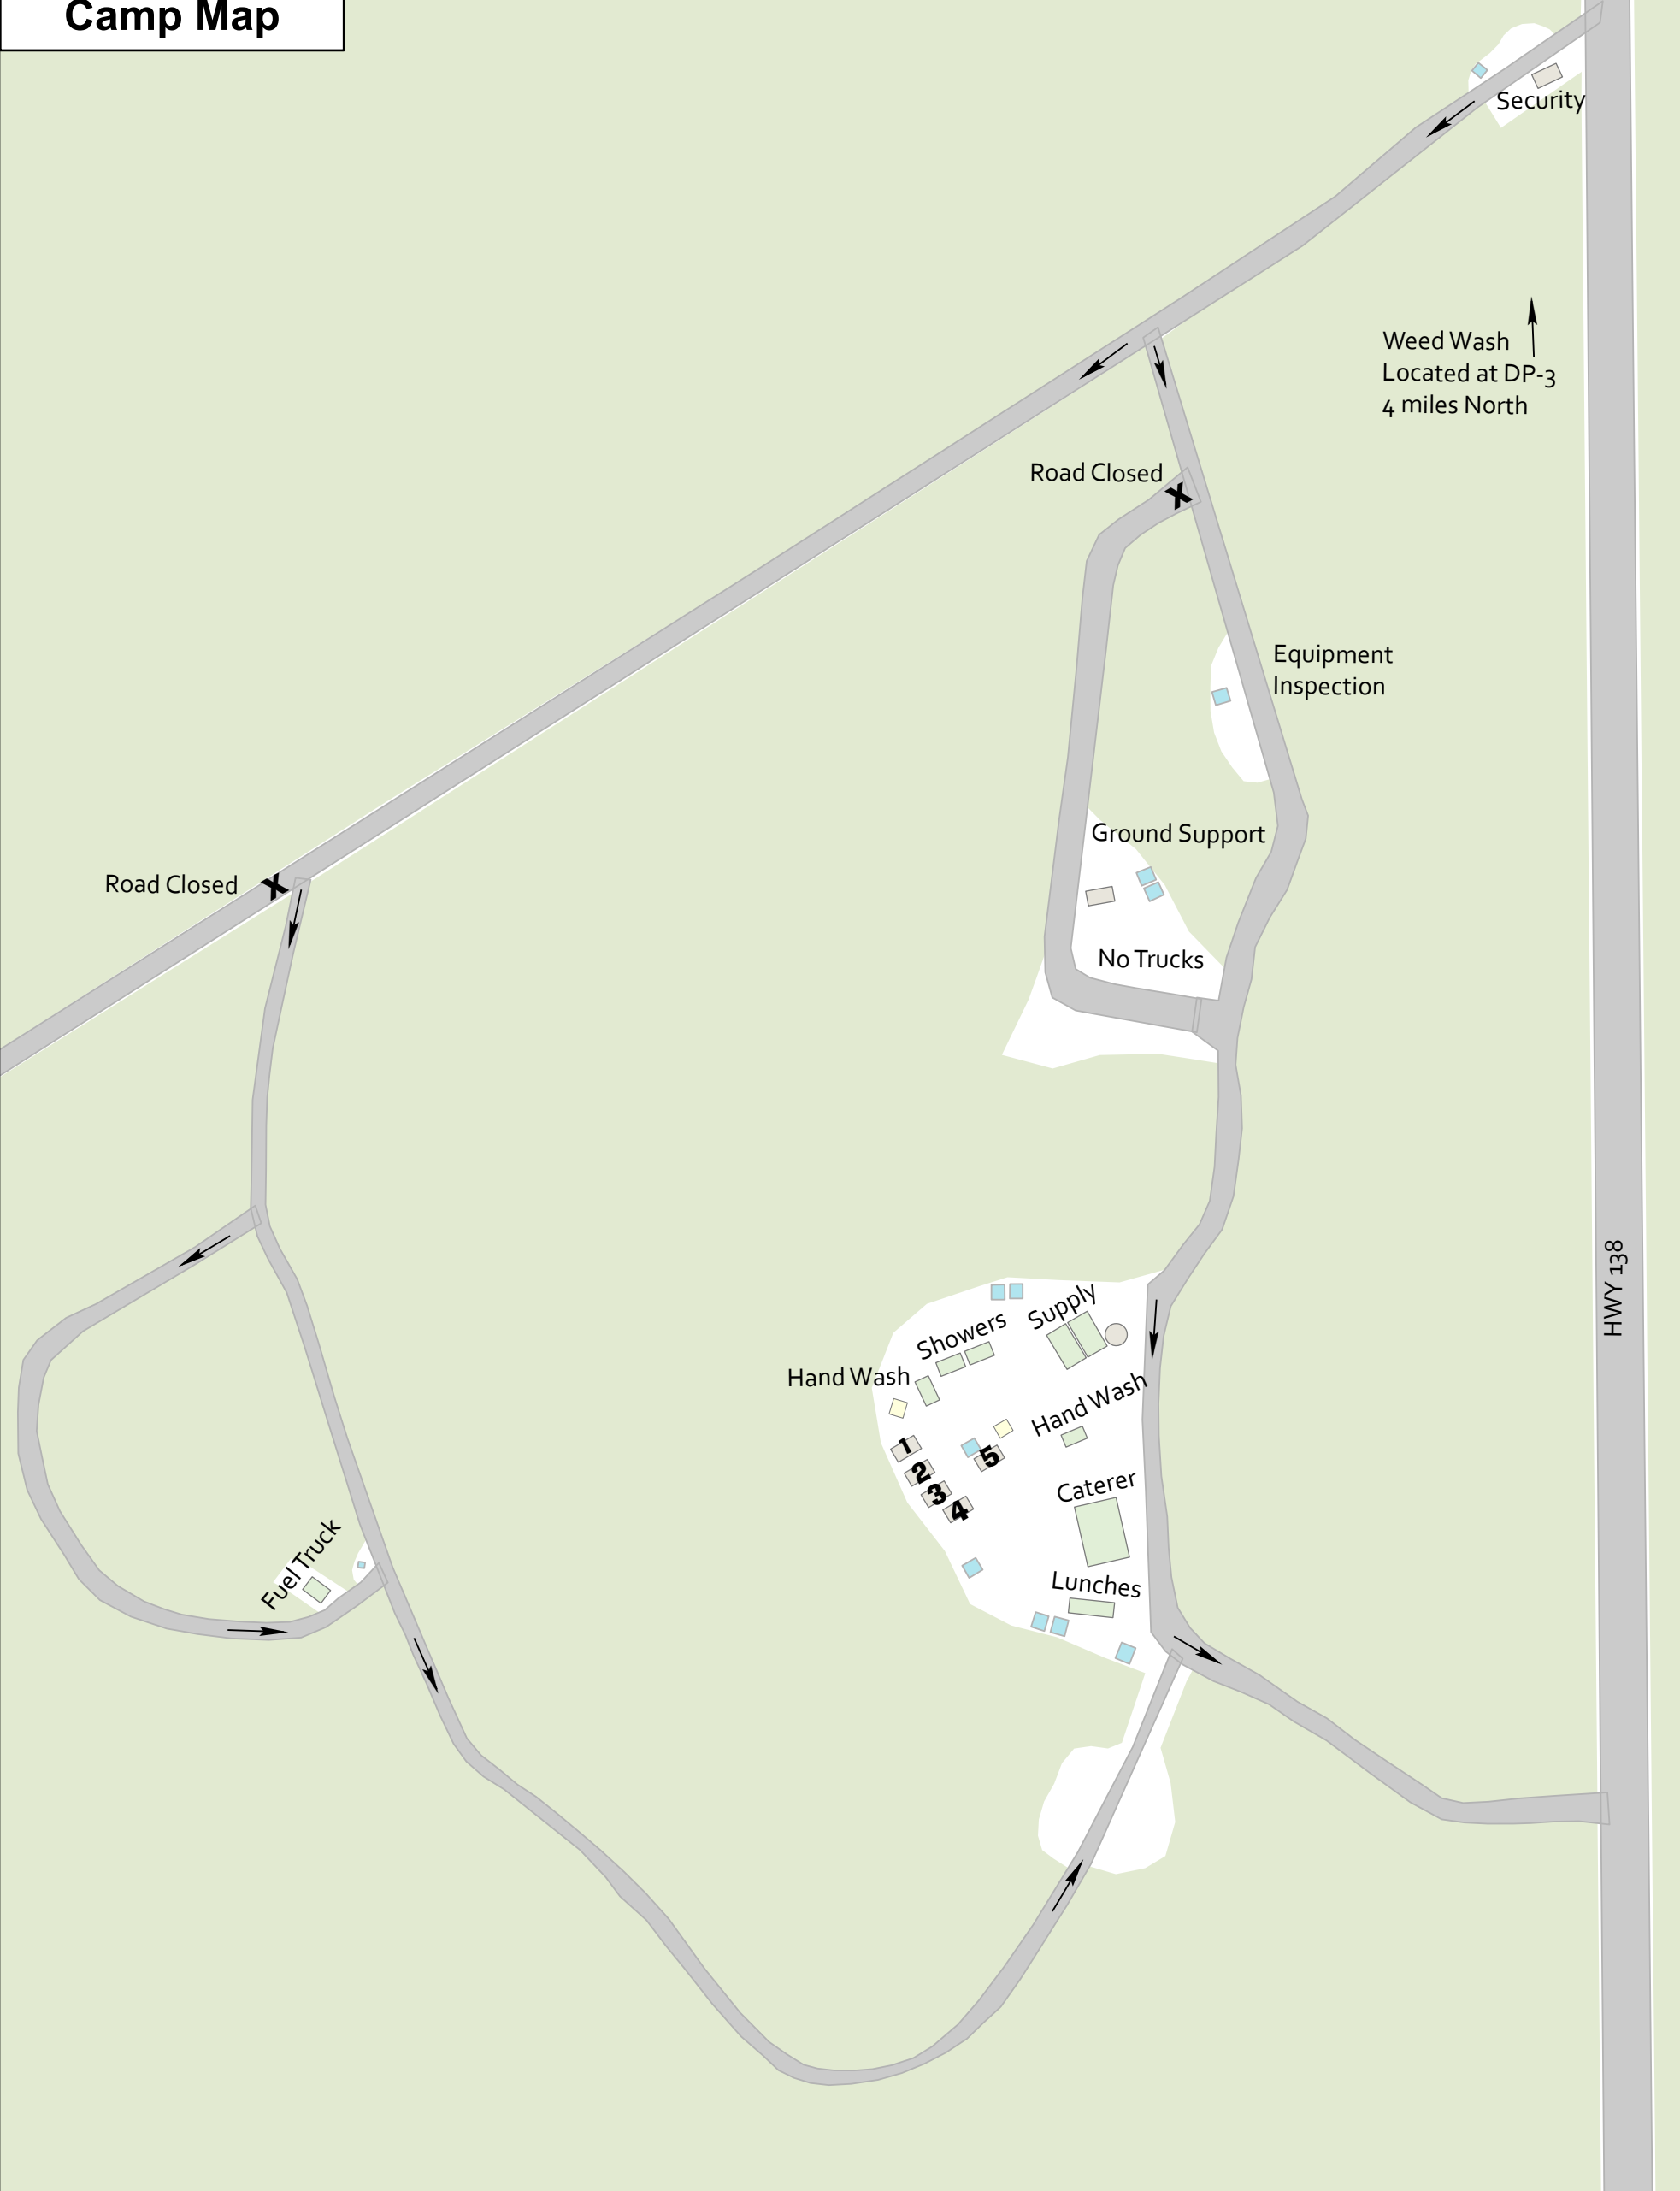 Camp Map
Security
Weed Wash
Located at DP-3
4 miles North
Road Closed
X
Equipment
Inspection
Ground Support
Road Closed
X
No Trucks
HWY 138
Supply
Showers
Hand Wash
Hand Wash
1
2
3
4
5
Caterer
Fuel Truck
Lunches